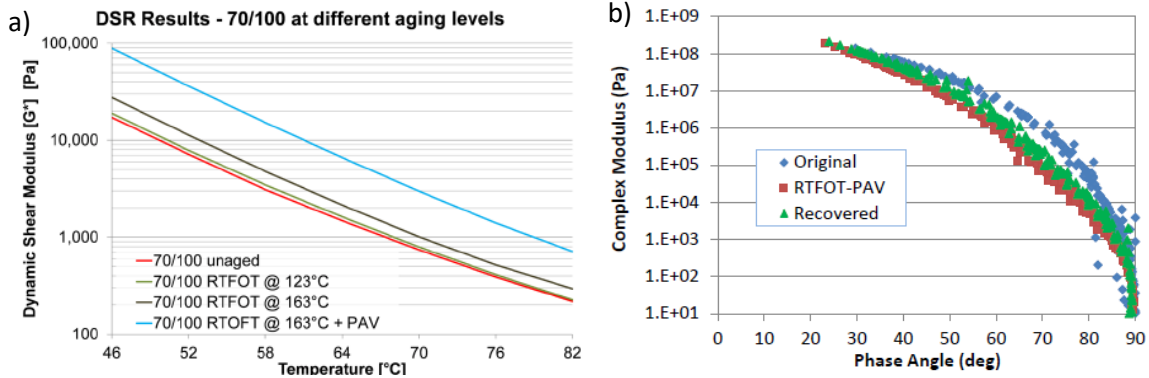 a)
DSR Results - 70/100 at different aging levels
Dynamic Shear Modulus [G*] [Pa]
100,000
10,000
1,000
100
70/100 unaged
70/100 RTFOT @ 123°C
70/100 RTFOT @ 163°C
70/100 RTOFT @ 163°C + PAV
46 52 58 64 70 76 82
Temperature [°C]
b)
Complex Modulus (Pa)
1.E+09
1.E+08
1.E+07
1.E+06
1.E+05
1.E+04
1.E+03
1.E+02
1.E+01
Original
RTFOT-PAV
Recovered
0 10 20 30 40 50 60 70 80 90
Phase Angle (deg)